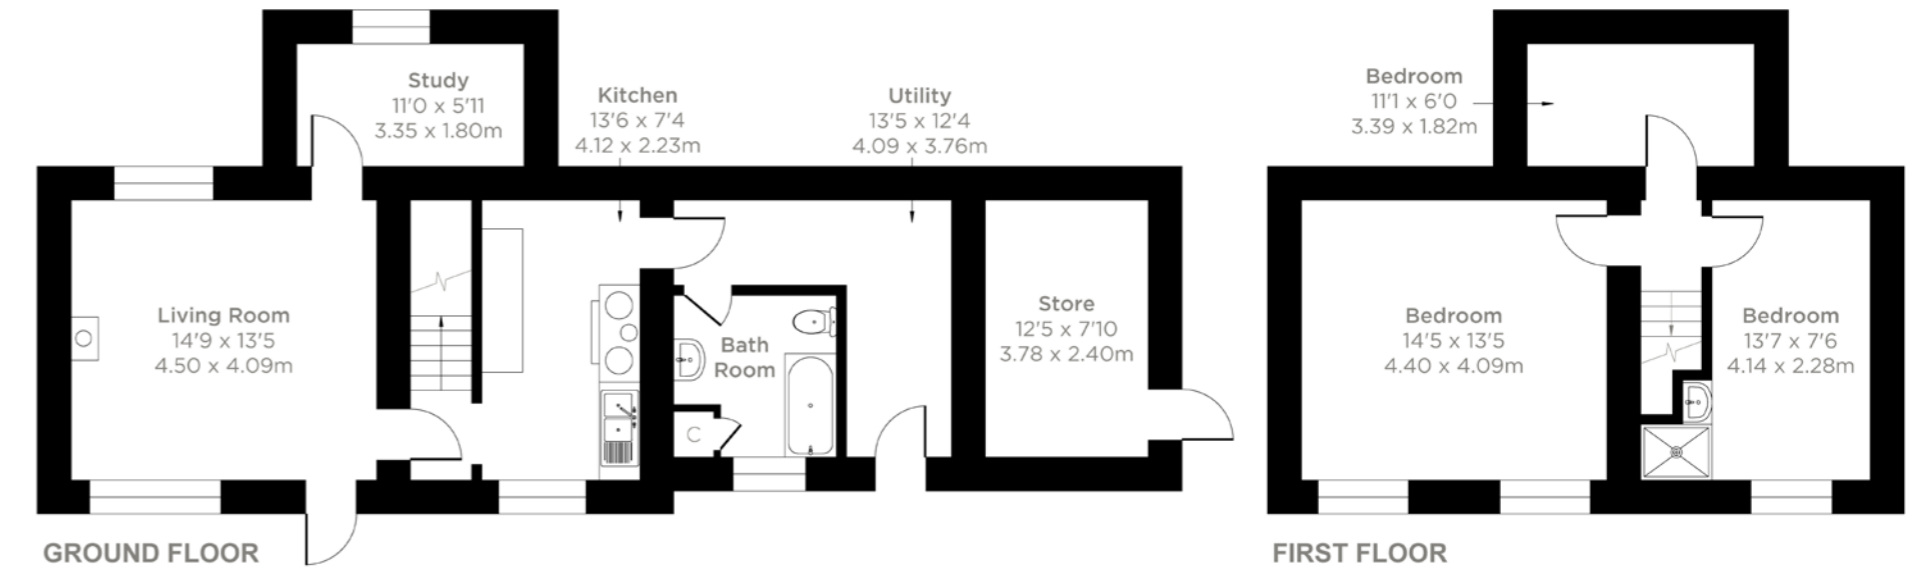 Study
11'0 x 5'11
3.35 x 1.80m
Kitchen
13'6 x 7'4
4.12 x 2.23m
Utility
13'5 x 12'4
4.09 x 3.76m
Living Room
14'9 x 13'5
4.50 x 4.09m
Bath
Room
C
Store
12'5 x 7'10
3.78 x 2.40m
GROUND FLOOR
Bedroom
11'1 x 6'0
3.39 x 1.82m
Bedroom
14'5 x 13'5
4.40 x 4.09m
Bedroom
13'7 x 7'6
4.14 x 2.28m
FIRST FLOOR